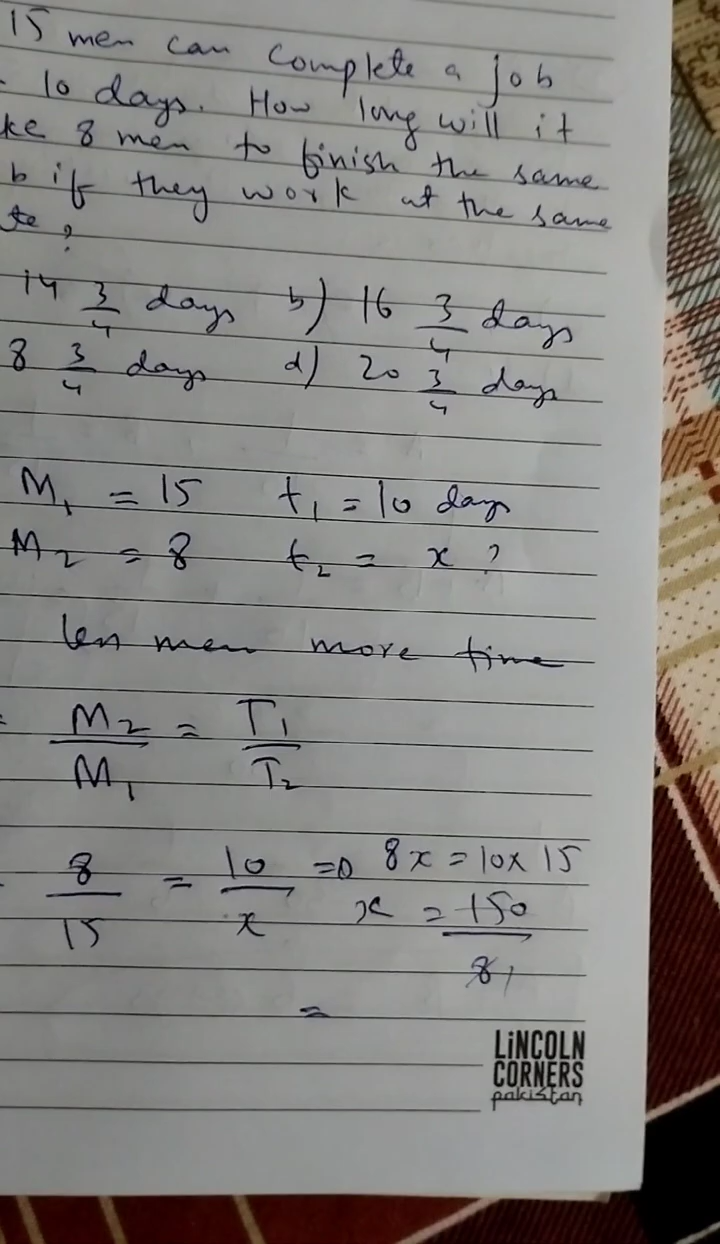 15 men can complete a job
10 days. How long will it
ke 8 men to finish the same
b if they work at the same
te?
14 3/4 days b) 16 3/4 days
8 3/4 days d) 20 3/4 days
M₁ = 15 t₁ = 10 days
M₂ = 8 t₂ = x ?
less men more time
M₂/M₁ = T₁/T₂
8/15 = 10/x => 8x = 10x15
x = 150/8
=
LiNCOLN
CORNERS
pakistan